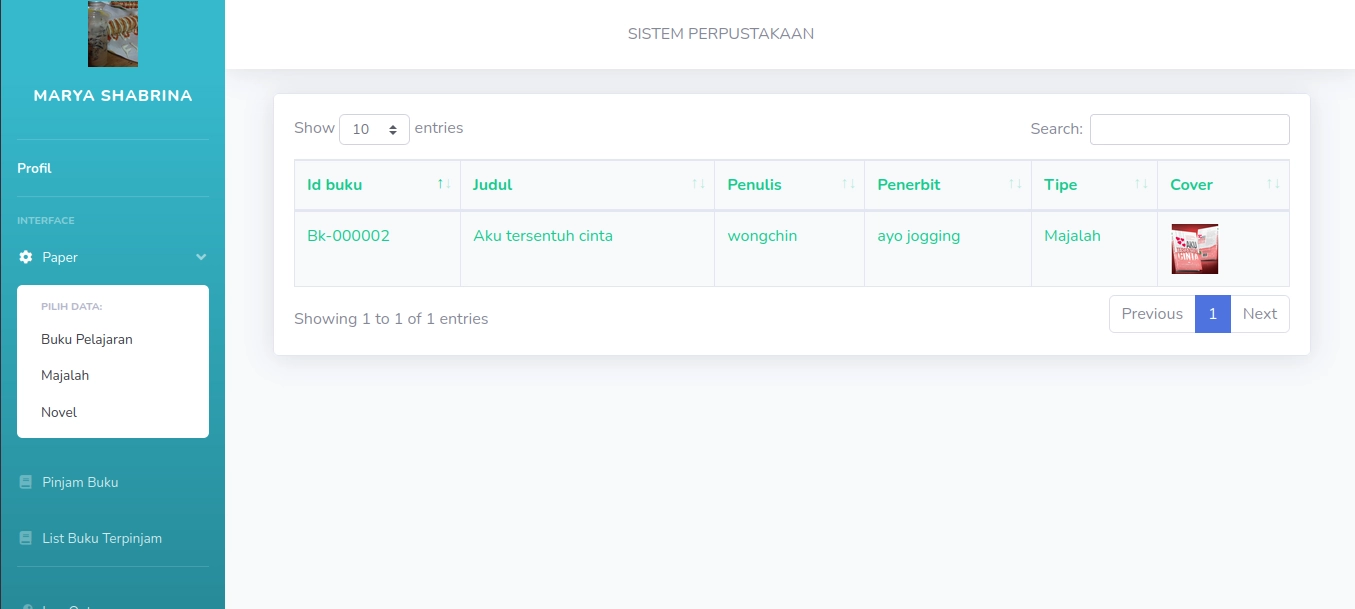 SISTEM PERPUSTAKAAN
MARYA SHABRINA
Profil
INTERFACE
Paper
PILIH DATA:
Buku Pelajaran
Majalah
Novel
Pinjam Buku
List Buku Terpinjam
Show 10 entries
Search:
Id buku Judul Penulis Penerbit Tipe Cover
Bk-000002 Aku tersentuh cinta wongchin ayo jogging Majalah
Showing 1 to 1 of 1 entries
Previous 1 Next